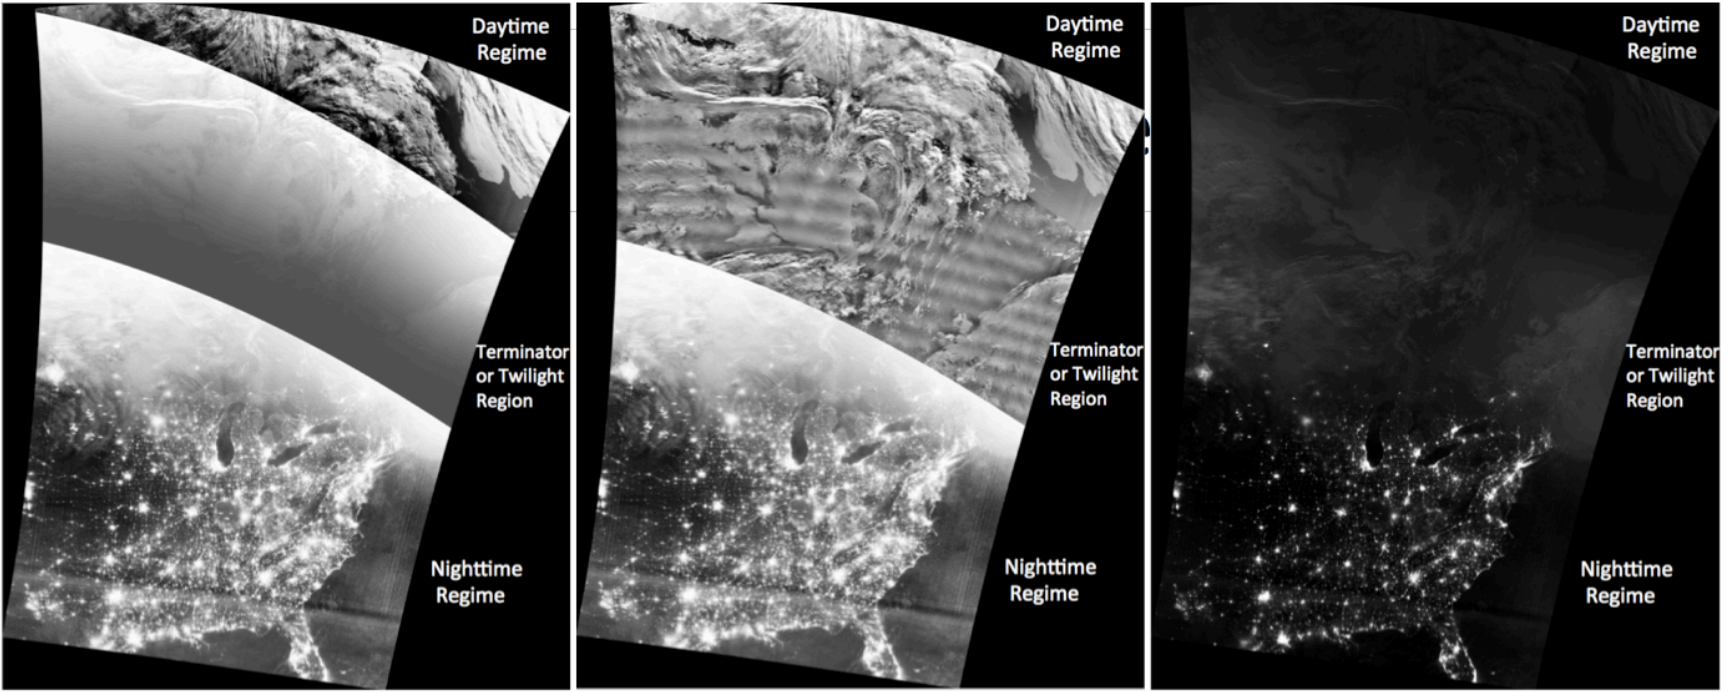 Daytime
Regime
Terminator
or Twilight
Region
Nighttime
Regime
Daytime
Regime
Terminator
or Twilight
Region
Nighttime
Regime
Daytime
Regime
Terminator
or Twilight
Region
Nighttime
Regime